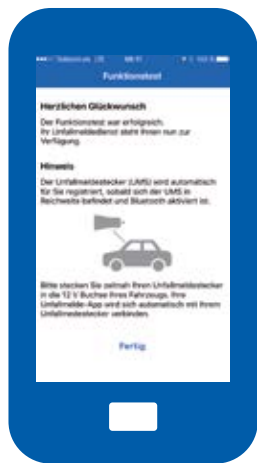 Funktionstest
Herzlichen Glückwunsch
Der Funktionstest war erfolgreich.
Ihr Unfallmeldedienst steht Ihnen nun zur
Verfügung.
Hinweis
Der Unfallmeldestecker (UMS) wird automatisch
für Sie registriert, sobald sich der UMS in
Reichweite befindet und Bluetooth aktiviert ist.
Bitte stecken Sie zeitnah Ihren Unfallmeldestecker
in die 12 V Buchse Ihres Fahrzeugs. Ihre
Unfallmelde-App wird sich automatisch mit Ihrem
Unfallmeldestecker verbinden.
Fertig